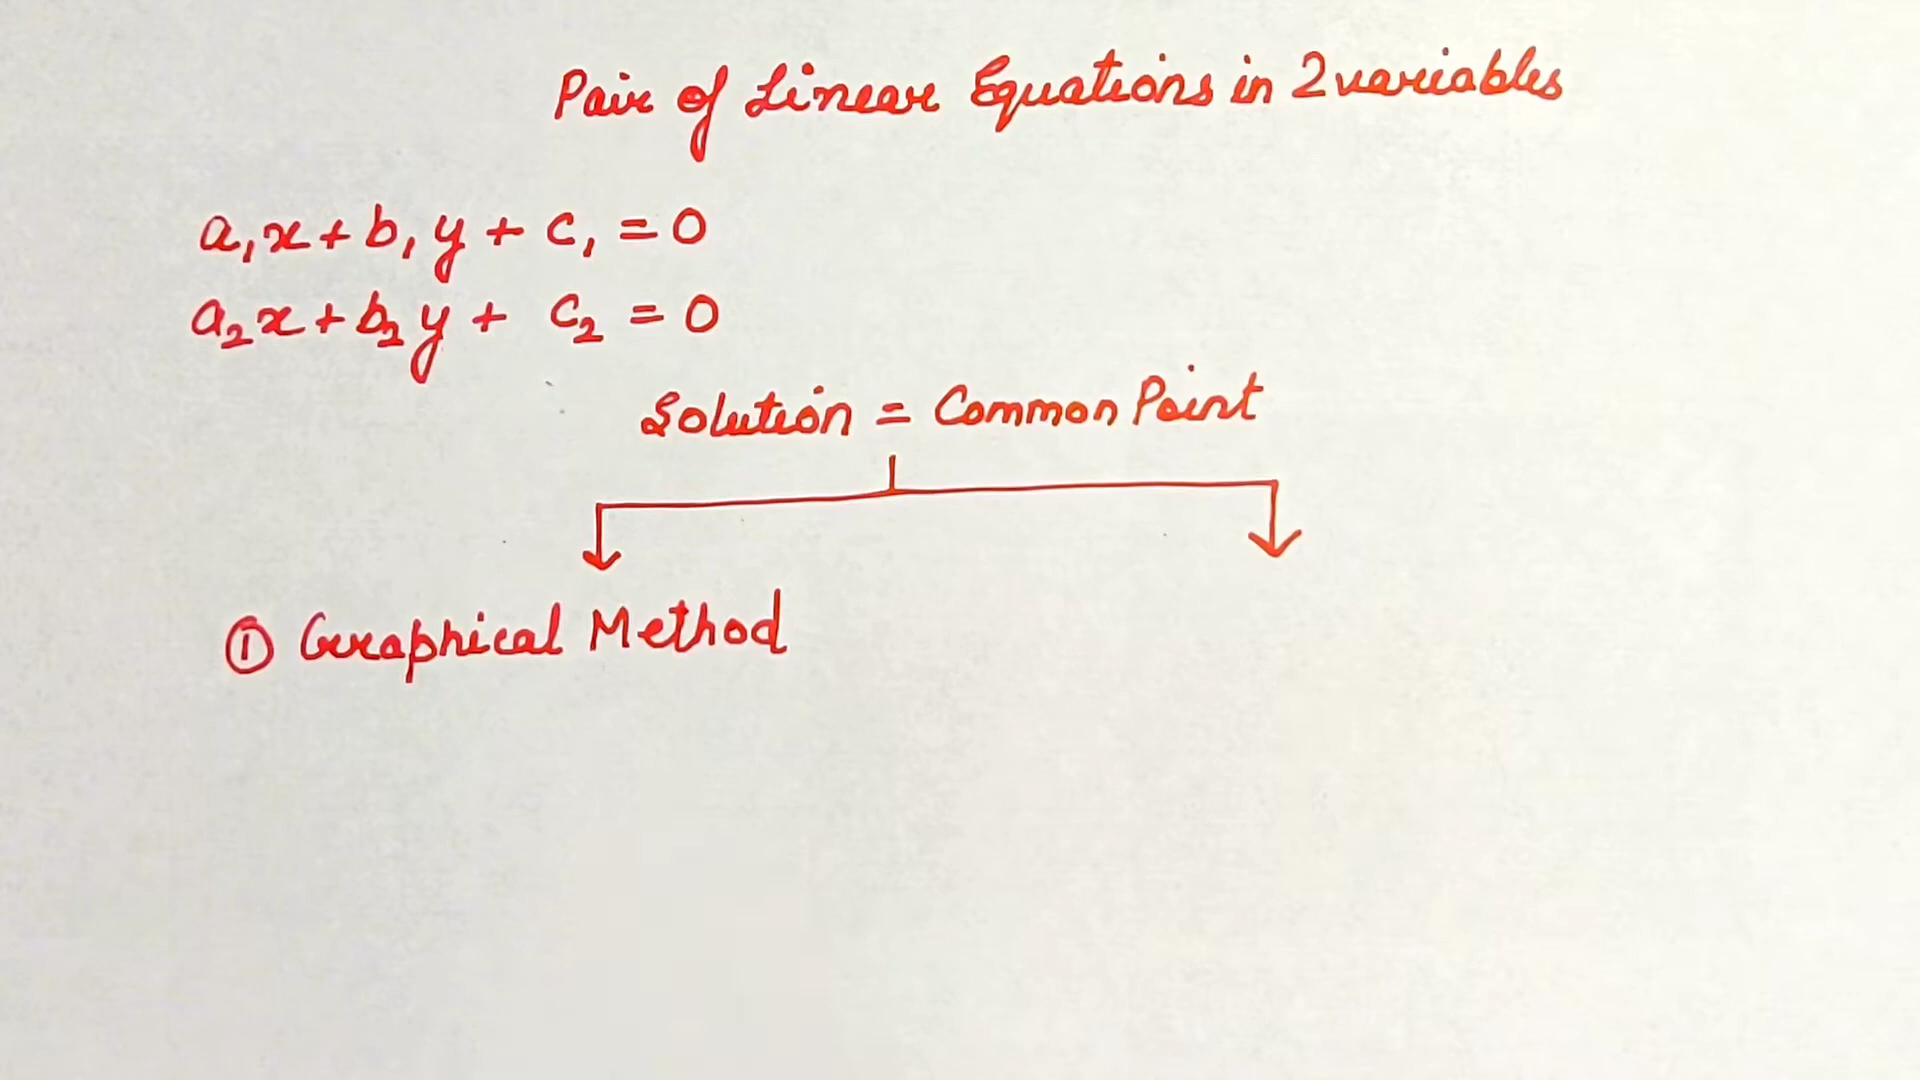 Pair of Linear Equations in 2 variables
a₁x + b₁y + c₁ = 0
a₂x + b₂y + c₂ = 0
Solution = Common Point
① Graphical Method